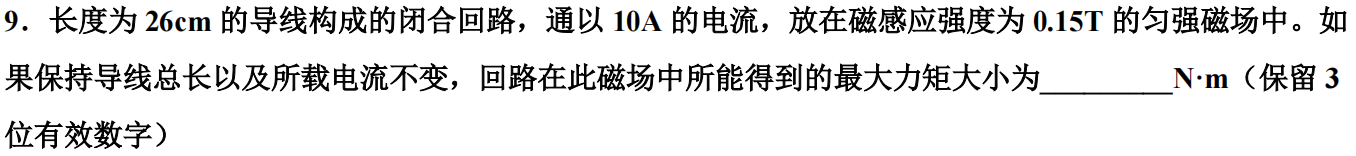 9．长度为 26cm 的导线构成的闭合回路，通以 10A 的电流，放在磁感应强度为 0.15T 的匀强磁场中。如
果保持导线总长以及所载电流不变，回路在此磁场中所能得到的最大力矩大小为_________N·m（保留 3
位有效数字）